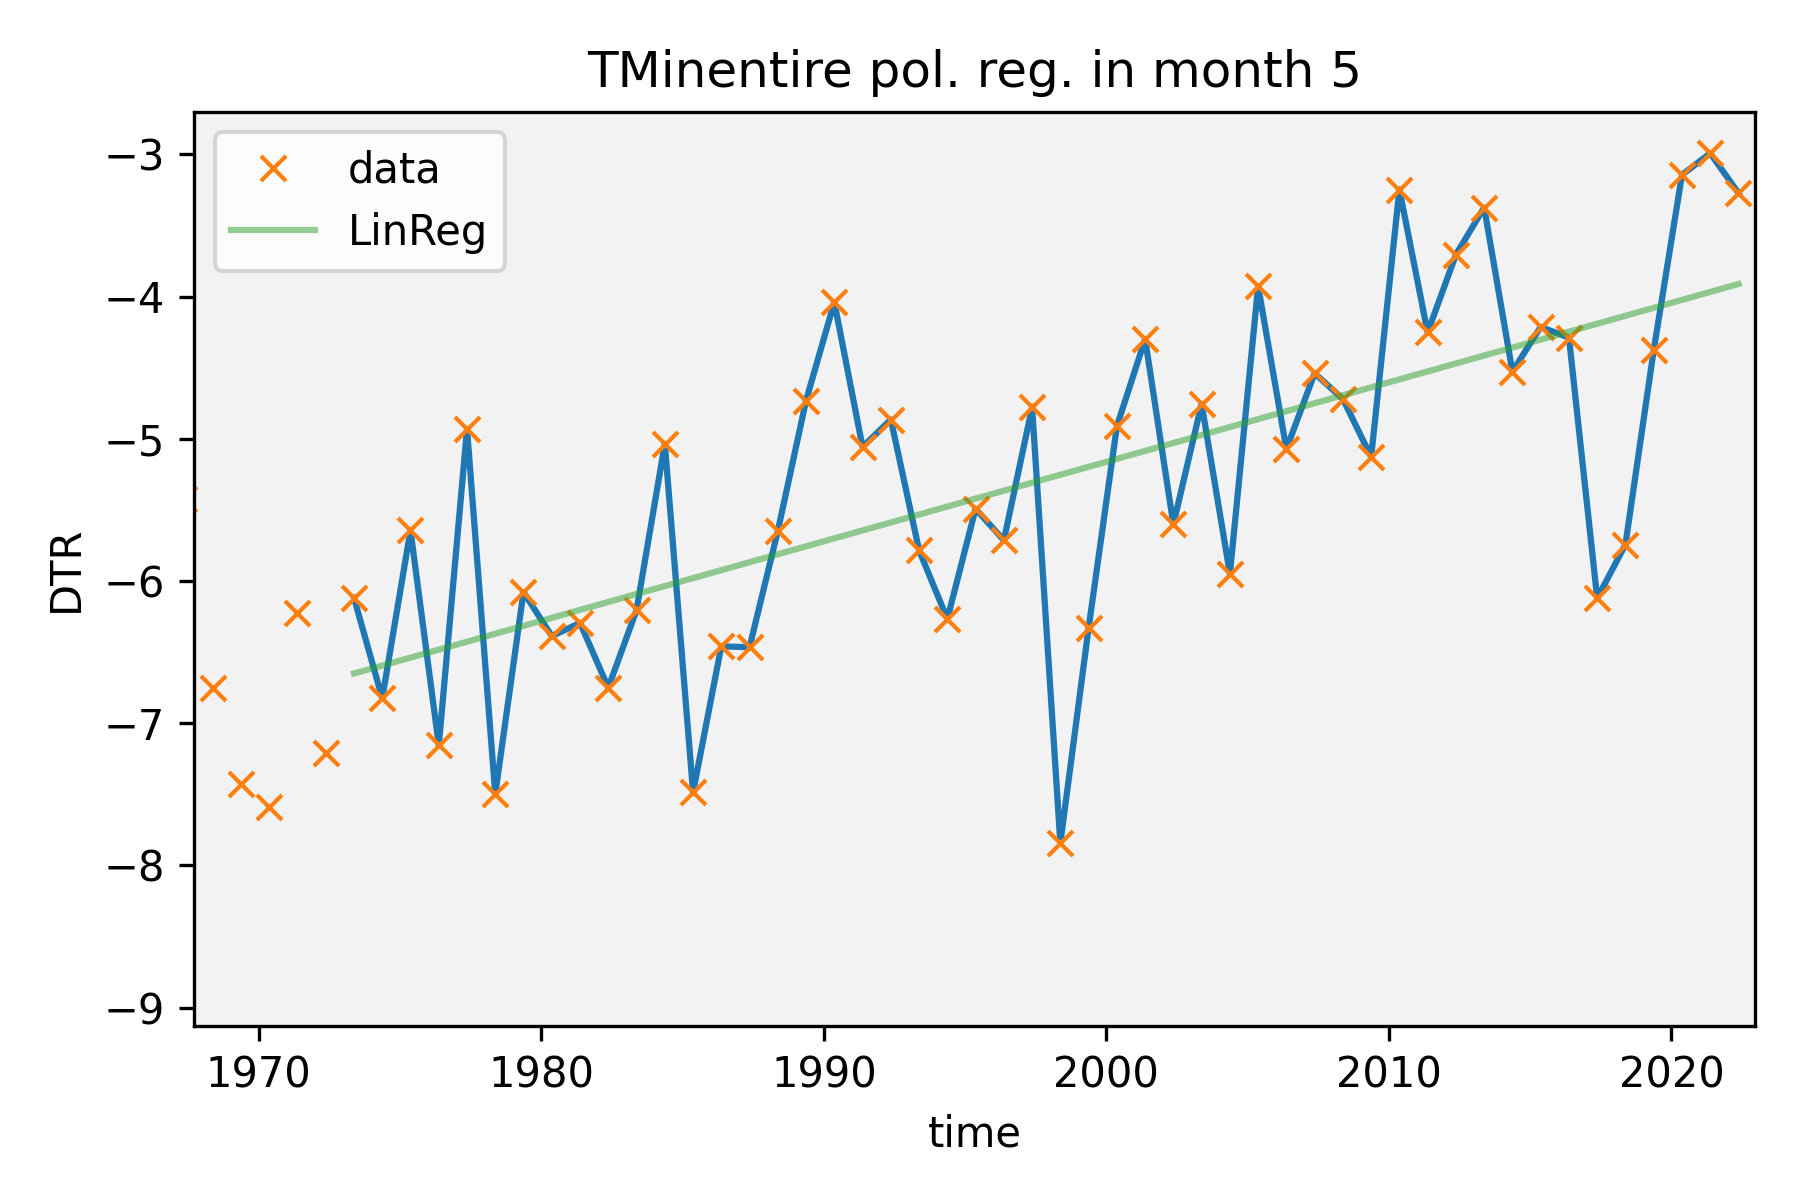 TMinentire pol. reg. in month 5
data
LinReg
DTR
−3
−4
−5
−6
−7
−8
−9
1970 1980 1990 2000 2010 2020
time